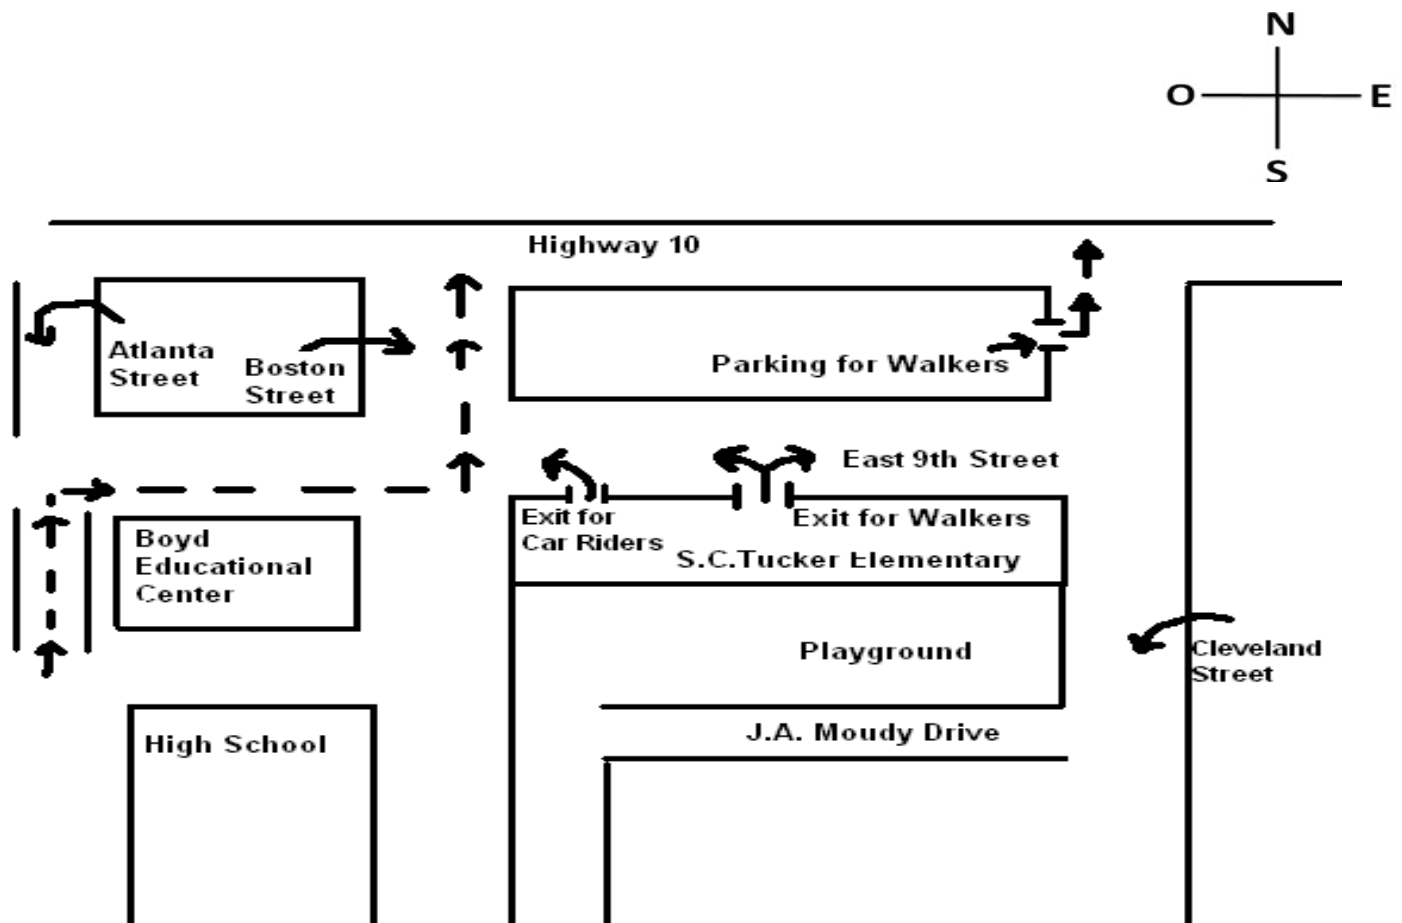 N
O E
S
Highway 10
Atlanta
Street
Boston
Street
Parking for Walkers
East 9th Street
Exit for
Car Riders
Exit for Walkers
S.C.Tucker Elementary
Boyd
Educational
Center
Playground
Cleveland
Street
High School
J.A. Moudy Drive